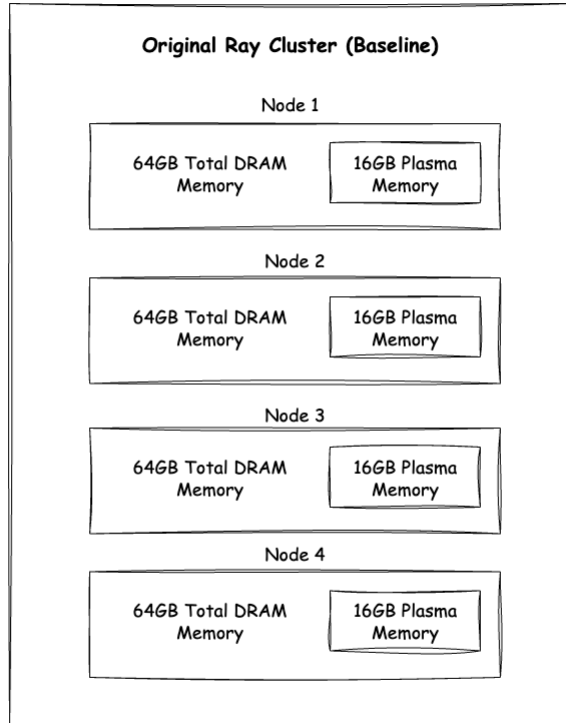 Original Ray Cluster (Baseline)
Node 1
64GB Total DRAM
Memory
16GB Plasma
Memory
Node 2
64GB Total DRAM
Memory
16GB Plasma
Memory
Node 3
64GB Total DRAM
Memory
16GB Plasma
Memory
Node 4
64GB Total DRAM
Memory
16GB Plasma
Memory